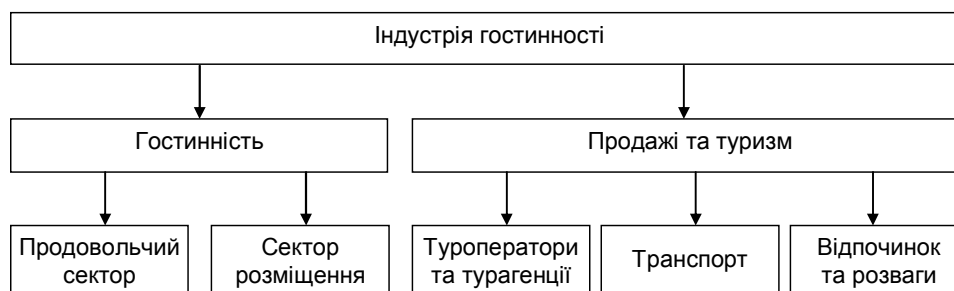 Індустрія гостинності
Гостинність
Продажі та туризм
Продовольчий
сектор
Сектор
розміщення
Туроператори
та турагенції
Транспорт
Відпочинок
та розваги